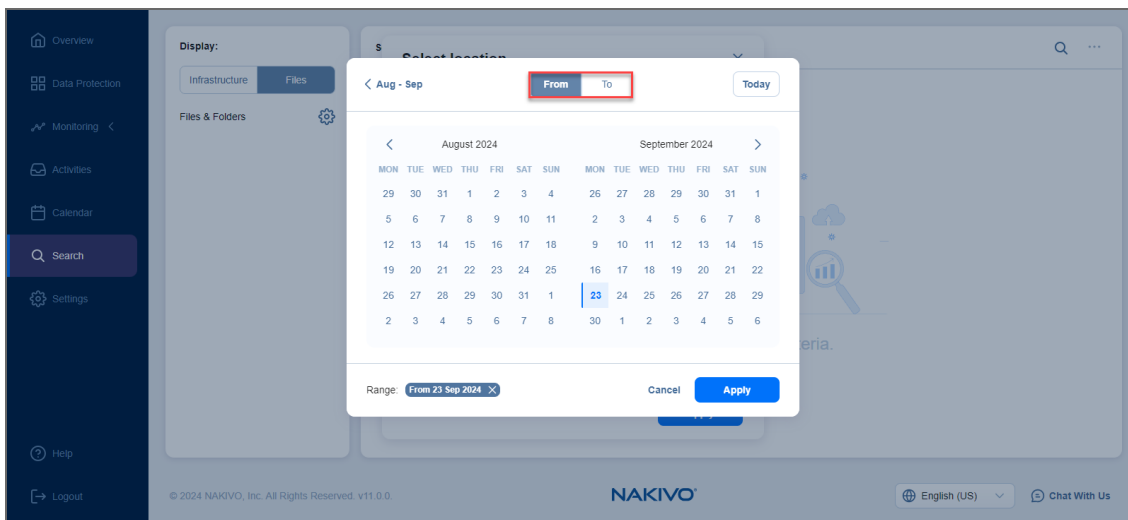 Overview
Data Protection
Monitoring
Activities
Calendar
Search
Settings
Help
Logout
Display:
Infrastructure Files
Files & Folders
S
Select location
Aug - Sep
From To
Today
August 2024
MON TUE WED THU FRI SAT SUN
29 30 31 1 2 3 4
5 6 7 8 9 10 11
12 13 14 15 16 17 18
19 20 21 22 23 24 25
26 27 28 29 30 31 1
2 3 4 5 6 7 8
September 2024
MON TUE WED THU FRI SAT SUN
26 27 28 29 30 31 1
2 3 4 5 6 7 8
9 10 11 12 13 14 15
16 17 18 19 20 21 22
23 24 25 26 27 28 29
30 1 2 3 4 5 6
Range: From 23 Sep 2024
Cancel Apply
eria.
© 2024 NAKIVO, Inc. All Rights Reserved. v11.0.0.
NAKIVO®
English (US)
Chat With Us